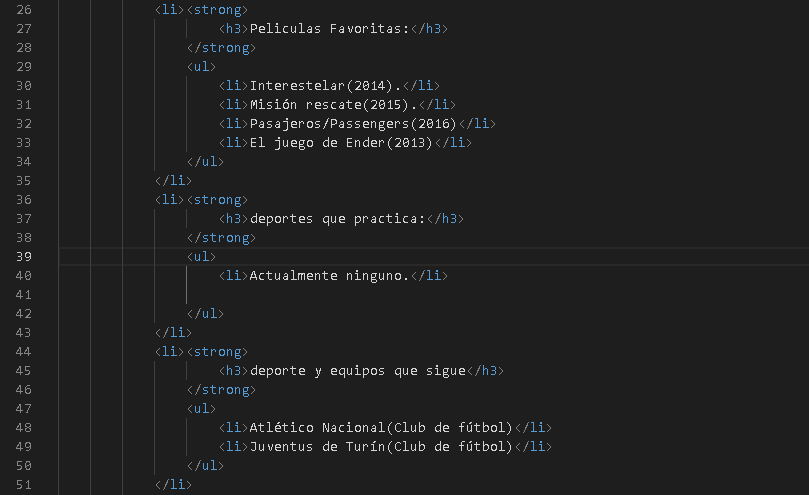 26 <li><strong>
27 <h3>Peliculas Favoritas:</h3>
28 </strong>
29 <ul>
30 <li>Interestelar(2014).</li>
31 <li>Misión rescate(2015).</li>
32 <li>Pasajeros/Passengers(2016)</li>
33 <li>El juego de Ender(2013)</li>
34 </ul>
35 </li>
36 <li><strong>
37 <h3>deportes que practica:</h3>
38 </strong>
39 <ul>
40 <li>Actualmente ninguno.</li>
41
42 </ul>
43 </li>
44 <li><strong>
45 <h3>deporte y equipos que sigue</h3>
46 </strong>
47 <ul>
48 <li>Atlético Nacional(Club de fútbol)</li>
49 <li>Juventus de Turín(Club de fútbol)</li>
50 </ul>
51 </li>